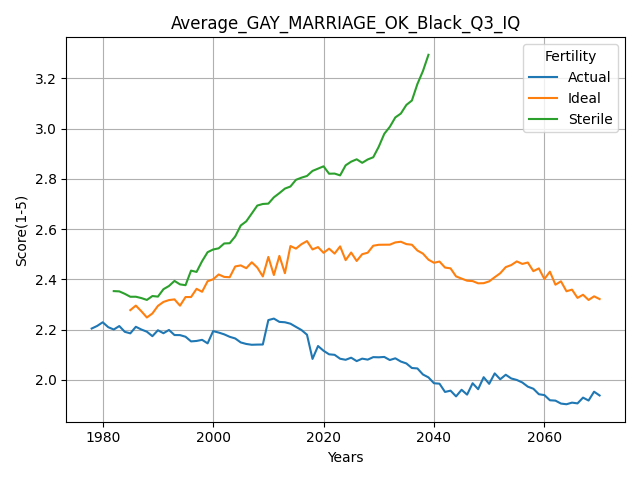 Average_GAY_MARRIAGE_OK_Black_Q3_IQ
Fertility
Actual
Ideal
Sterile
Score(1-5)
3.2
3.0
2.8
2.6
2.4
2.2
2.0
1980
2000
2020
2040
2060
Years